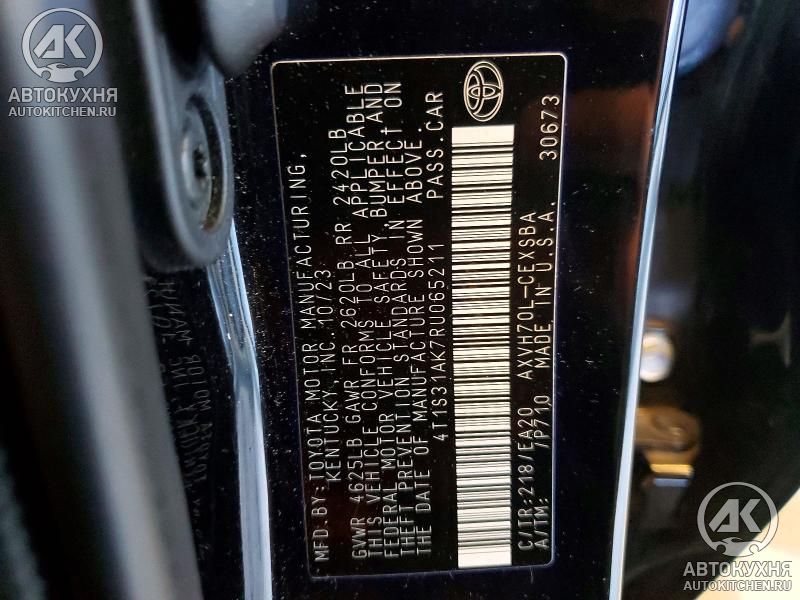 AK
АВТОКУХНЯ
AUTOKITCHEN.RU
MFD.BY:TOYOTA MOTOR MANUFACTURING,
KENTUCKY, INC. 10/23
GVWR 4625LB GAWR FR 2620LB RR 2420LB
THIS VEHICLE CONFORMS TO ALL APPLICABLE
FEDERAL MOTOR VEHICLE SAFETY, BUMPER AND
THEFT PREVENTION STANDARDS IN EFFECT ON
THE DATE OF MANUFACTURE SHOWN ABOVE.
4T1S31AK7RU065211 PASS. CAR
C/TR:218/EA20 AXVH70L-CEXSBA
A/TM: /P710 MADE IN U.S.A. 30673
AK
АВТОКУХНЯ
AUTOKITCHEN.RU